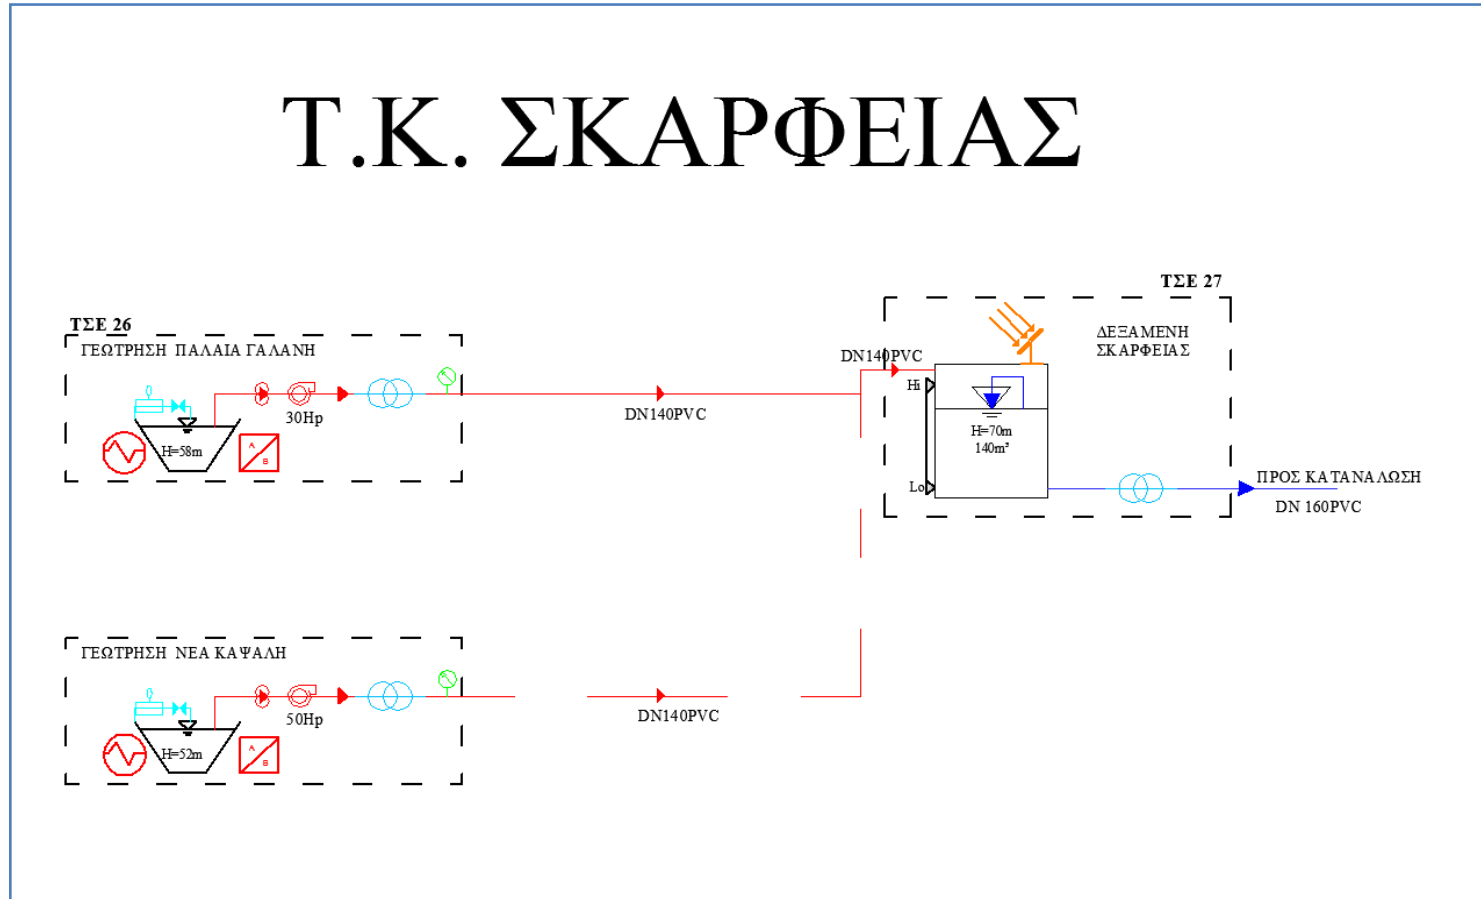 Τ.Κ. ΣΚΑΡΦΕΙΑΣ
ΤΣΕ 27
ΤΣΕ 26
ΓΕΩΤΡΗΣΗ ΠΑΛΑΙΑ ΓΑΛΑΝΗ
ΔΕΞΑΜΕΝΗ
ΣΚΑΡΦΕΙΑΣ
DN140PVC
Hi
30Hp
DN140PVC
H=70m
140m³
H=58m
A
B
Lo
ΠΡΟΣ ΚΑΤΑΝΑΛΩΣΗ
DN 160PVC
ΓΕΩΤΡΗΣΗ ΝΕΑ ΚΑΨΑΛΗ
50Hp
DN140PVC
H=52m
A
B